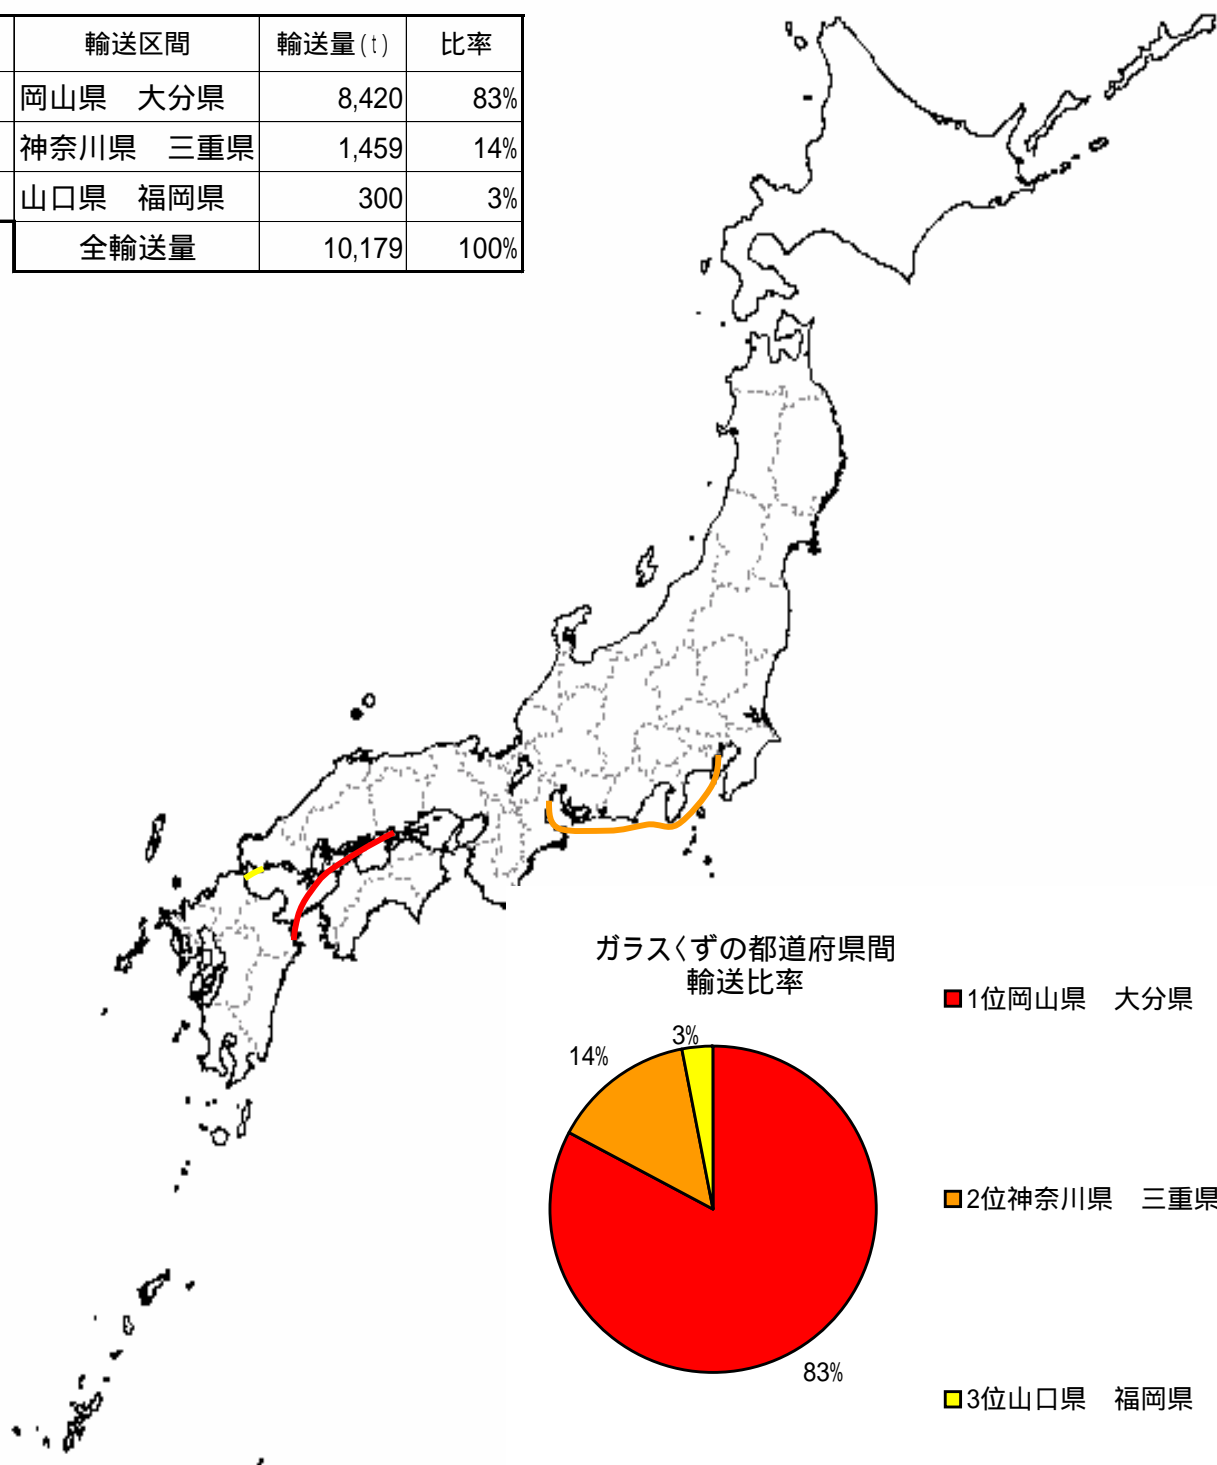 輸送区間 輸送量(t) 比率
岡山県　大分県 8,420 83%
神奈川県　三重県 1,459 14%
山口県　福岡県 300 3%
全輸送量 10,179 100%
ガラスくずの都道府県間
輸送比率
3%
14%
83%
1位岡山県　大分県
2位神奈川県　三重県
3位山口県　福岡県